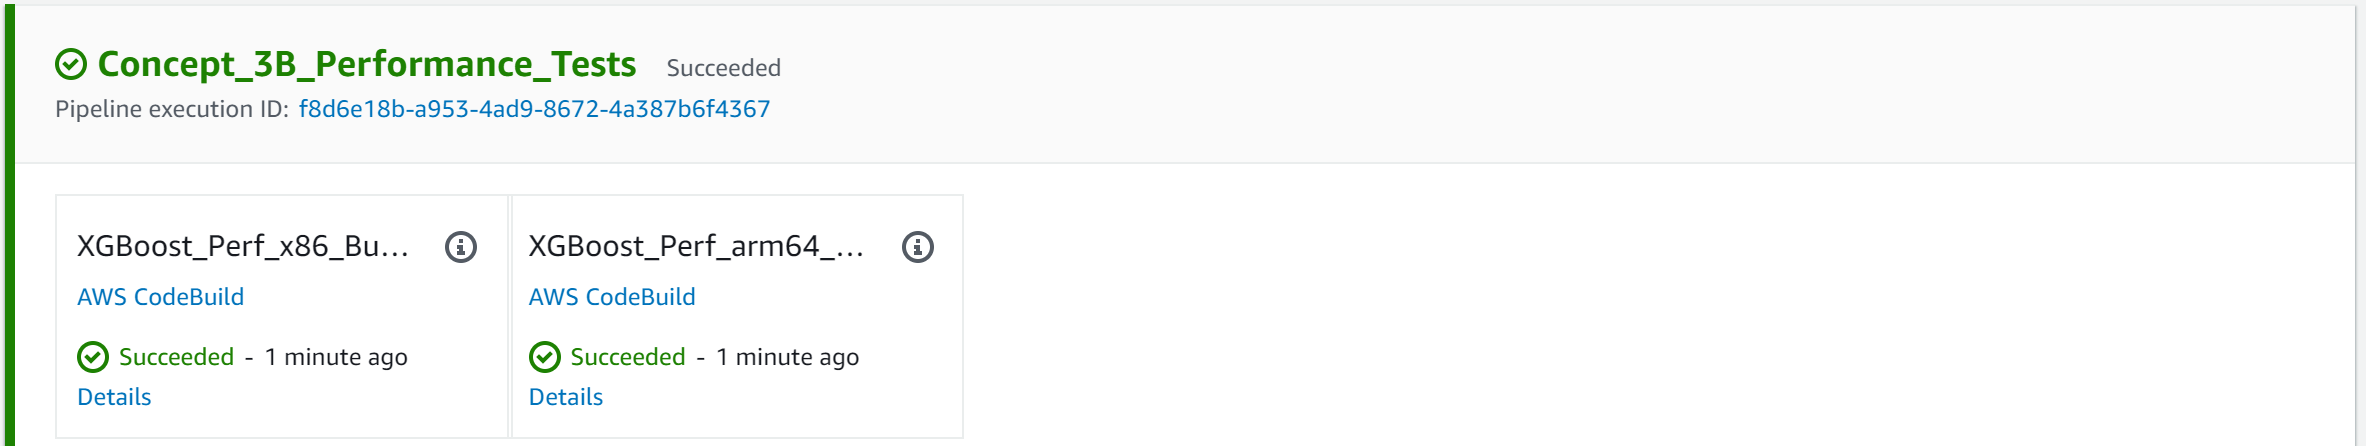 Concept_3B_Performance_Tests Succeeded
Pipeline execution ID: f8d6e18b-a953-4ad9-8672-4a387b6f4367
XGBoost_Perf_x86_Bu...
AWS CodeBuild
Succeeded - 1 minute ago
Details
XGBoost_Perf_arm64_...
AWS CodeBuild
Succeeded - 1 minute ago
Details